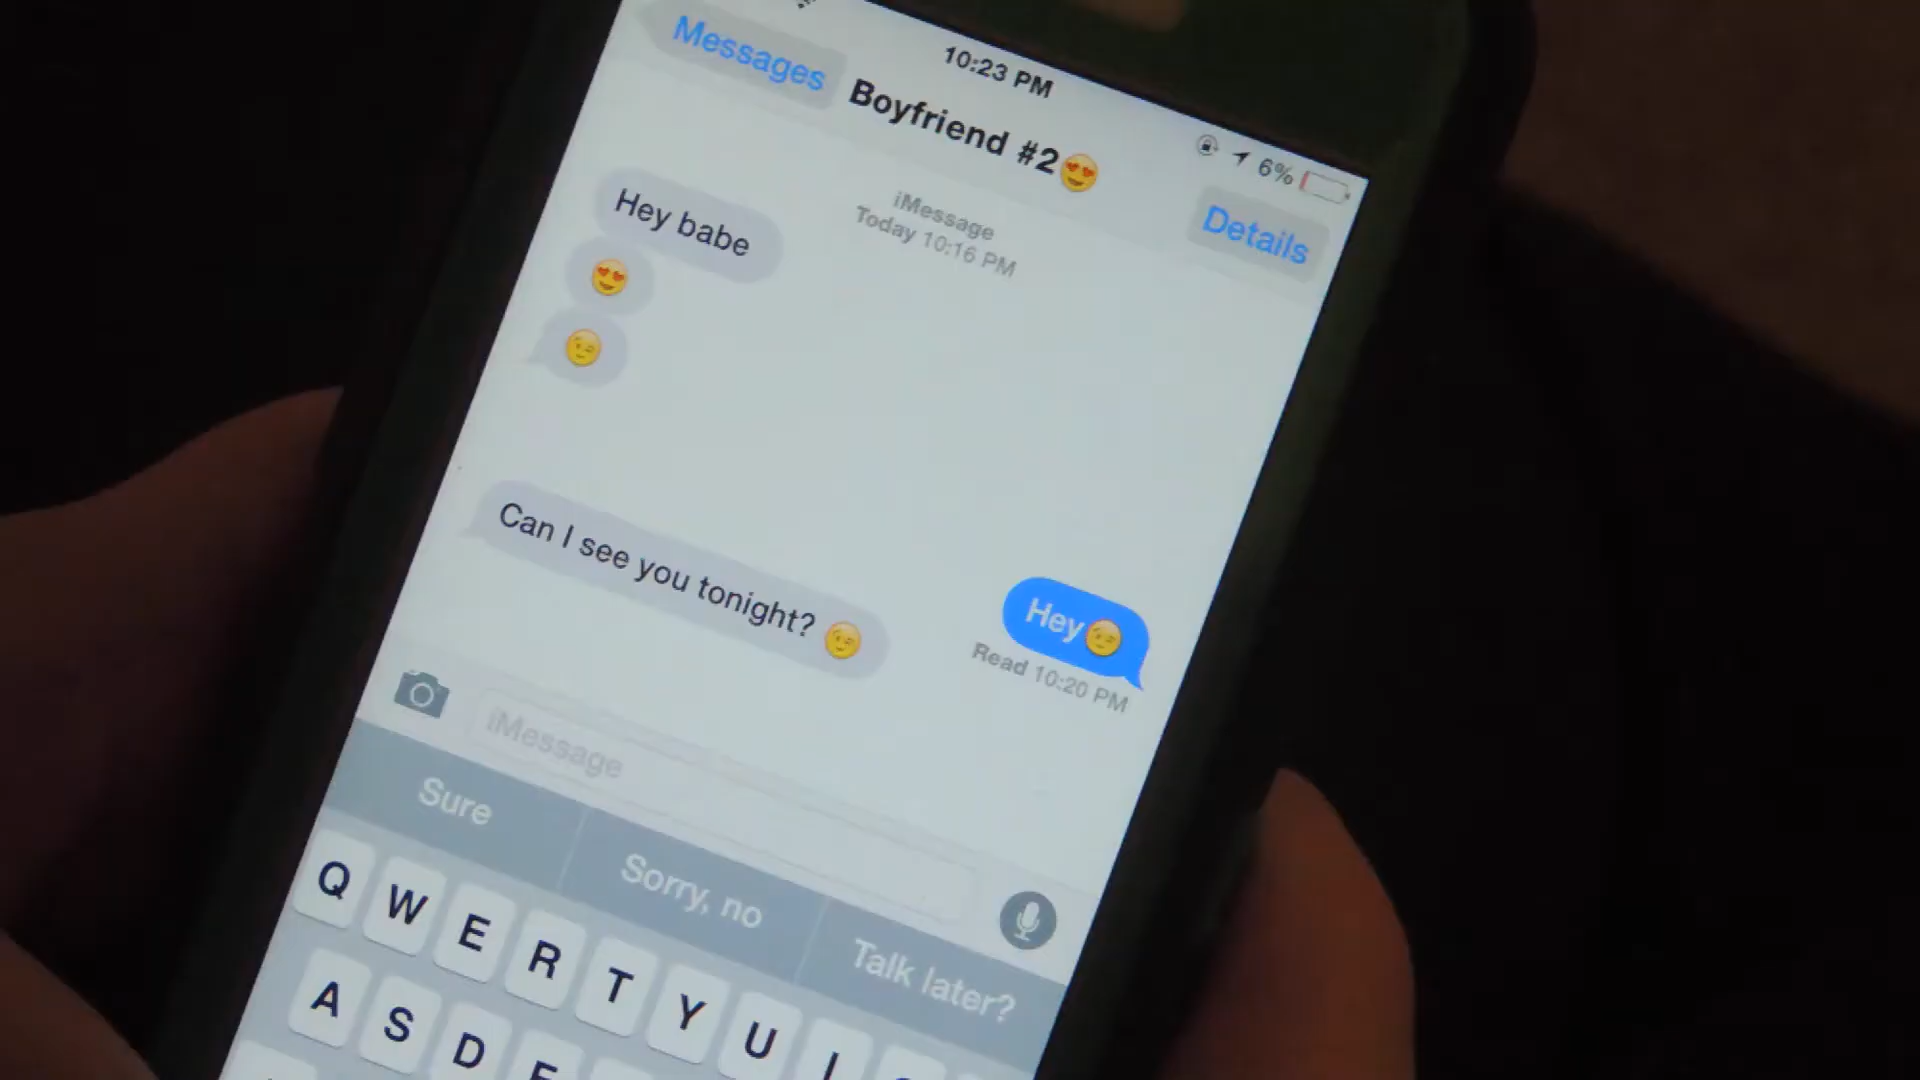 10:23 PM
6%
Messages
Boyfriend #2😍
Details
iMessage
Today 10:16 PM
Hey babe
😍
😉
Hey😉
Read 10:20 PM
Can I see you tonight? 😉
iMessage
Sure
Sorry, no
Talk later?
Q W E R T Y U I
A S D F